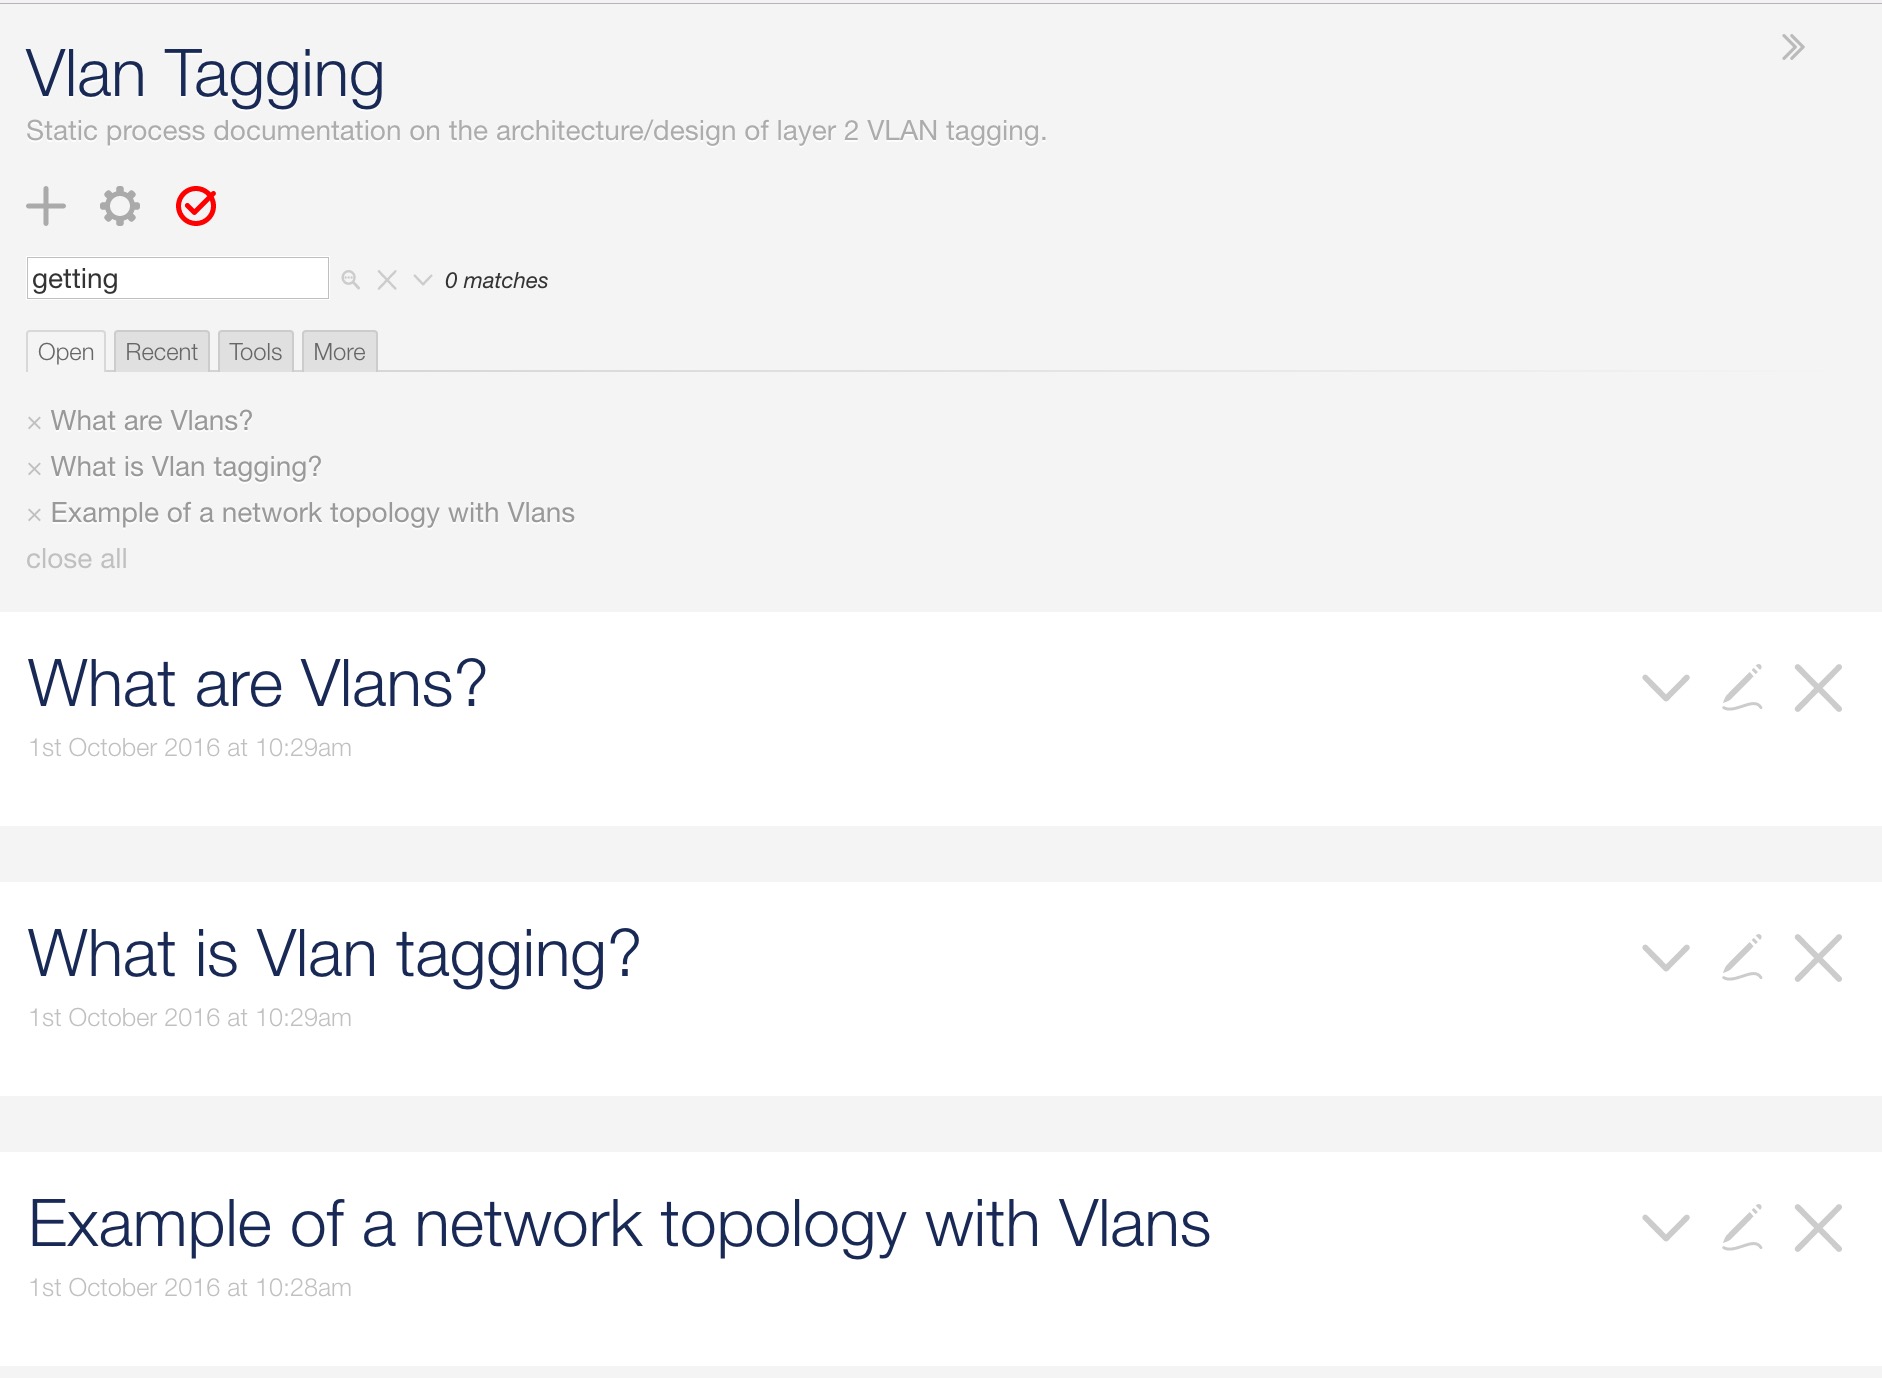 Vlan Tagging
Static process documentation on the architecture/design of layer 2 VLAN tagging.
getting
0 matches
Open Recent Tools More
× What are Vlans?
× What is Vlan tagging?
× Example of a network topology with Vlans
close all
What are Vlans?
1st October 2016 at 10:29am
What is Vlan tagging?
1st October 2016 at 10:29am
Example of a network topology with Vlans
1st October 2016 at 10:28am